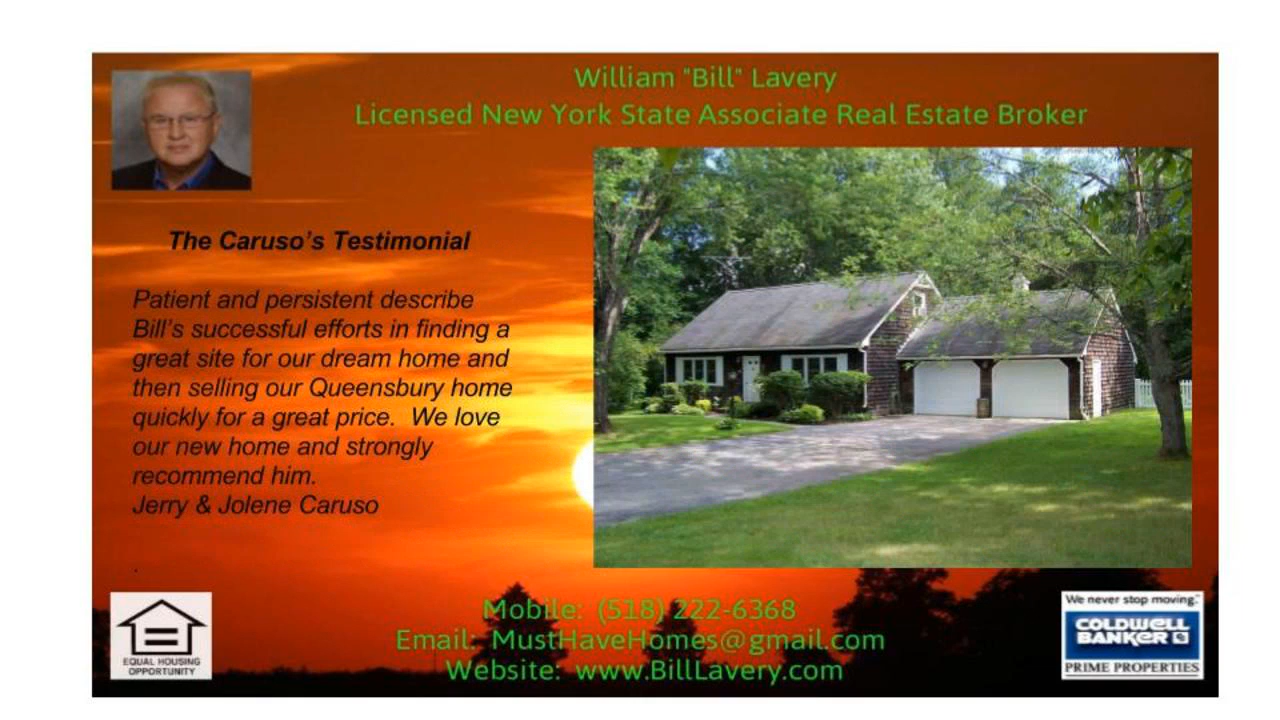 William "Bill" Lavery
Licensed New York State Associate Real Estate Broker
The Caruso's Testimonial
Patient and persistent describe
Bill's successful efforts in finding a
great site for our dream home and
then selling our Queensbury home
quickly for a great price.  We love
our new home and strongly
recommend him.
Jerry & Jolene Caruso
.
EQUAL HOUSING
OPPORTUNITY
Mobile:  (518) 222-6368
Email:  MustHaveHomes@gmail.com
Website:  www.BillLavery.com
We never stop moving.™
COLDWELL
BANKER CB
PRIME PROPERTIES